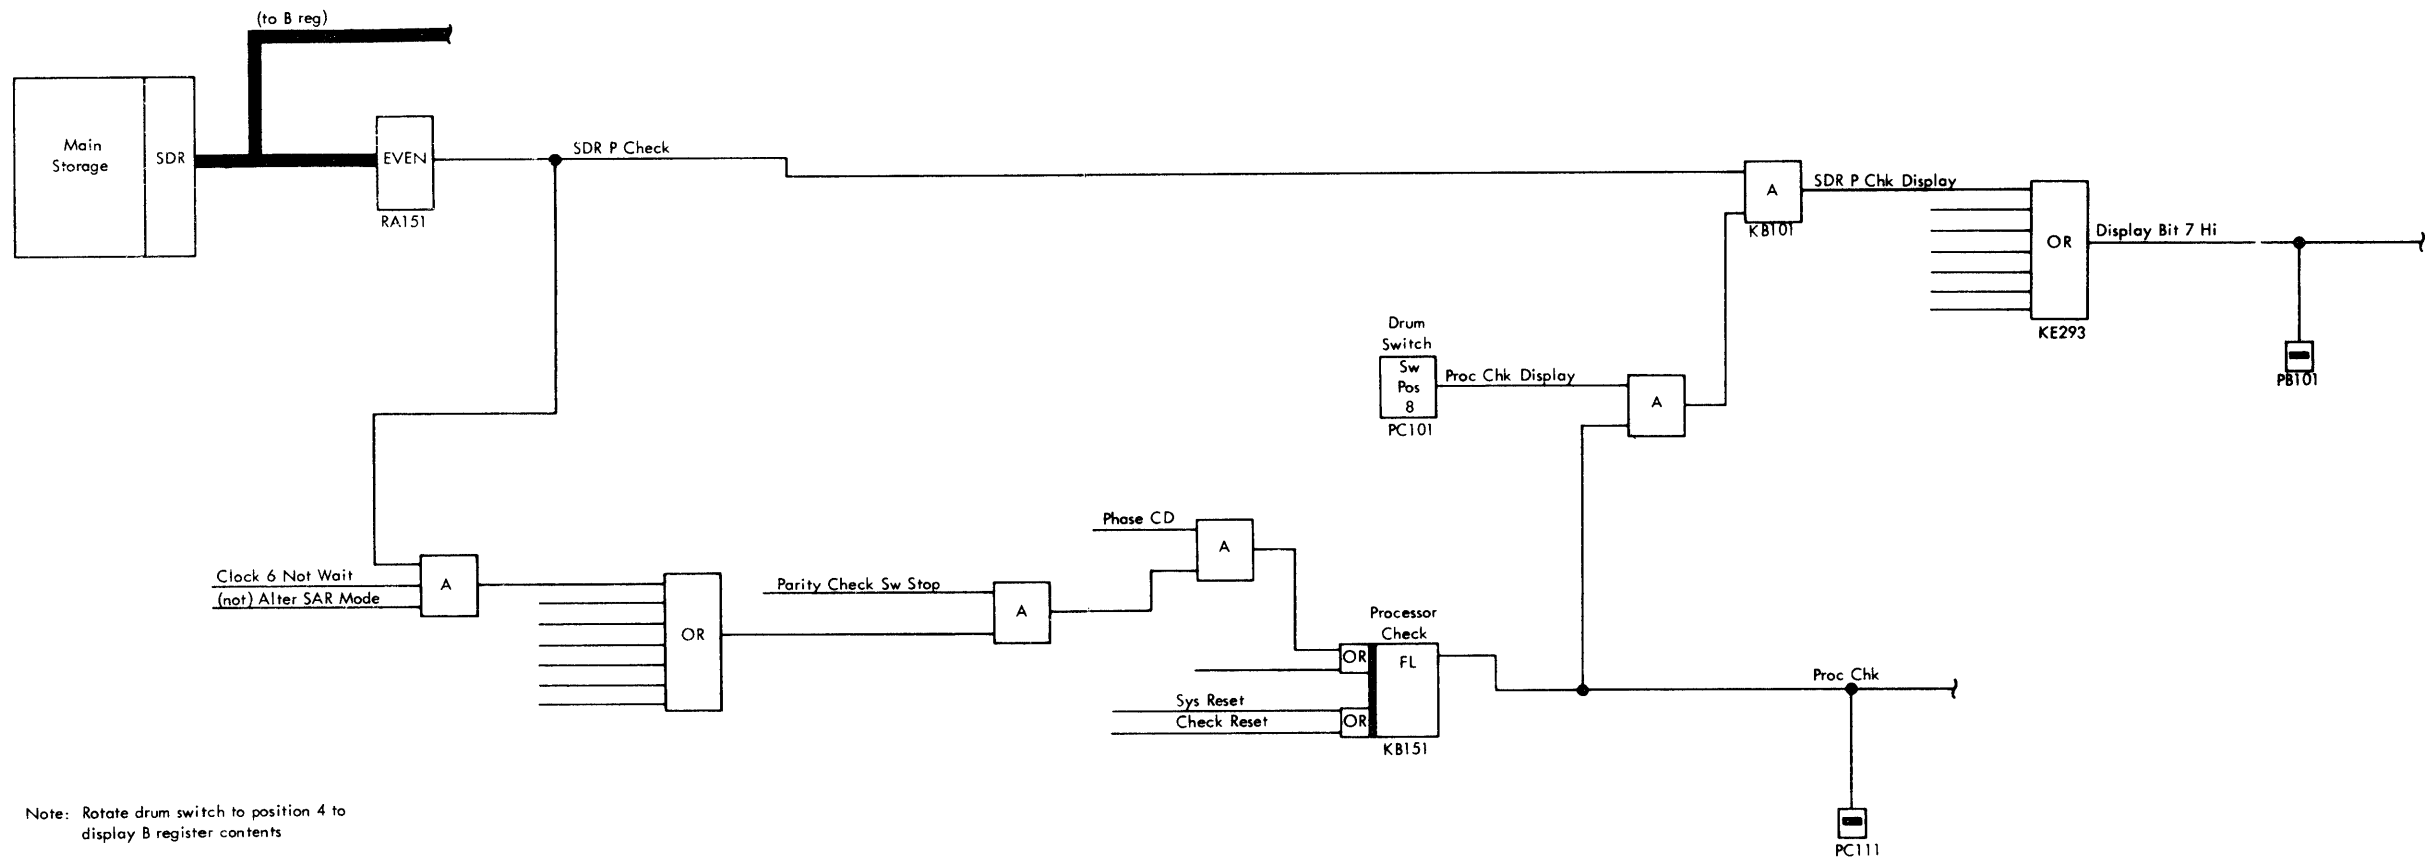 (to B reg)
Main
Storage
SDR
EVEN
RA151
SDR P Check
A
KB101
SDR P Chk Display
OR
KE293
Display Bit 7 Hi
PB101
Drum
Switch
Sw
Pos
8
PC101
Proc Chk Display
A
Clock 6 Not Wait
(not) Alter SAR Mode
A
OR
Parity Check Sw Stop
A
Phase CD
A
Processor
Check
OR
FL
Sys Reset
Check Reset
OR
KB151
Proc Chk
PC111
Note: Rotate drum switch to position 4 to
display B register contents